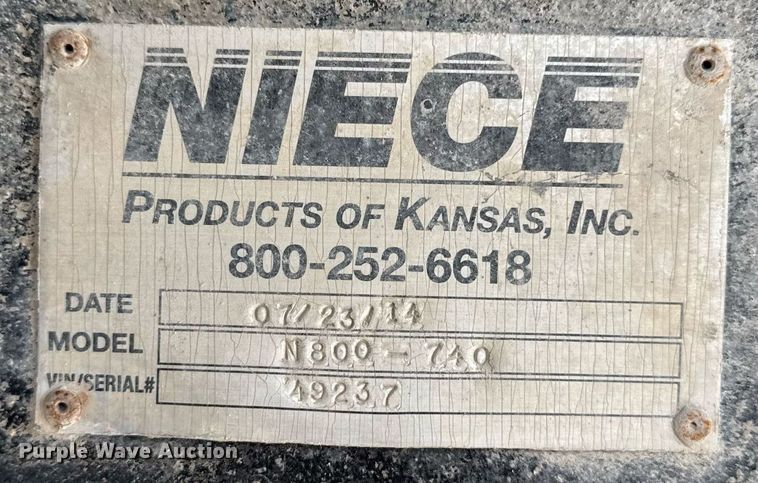 NIECE
PRODUCTS OF KANSAS, INC.
800-252-6618
DATE 07/23/14
MODEL N800-740
VIN/SERIAL# 49237
Purple Wave Auction